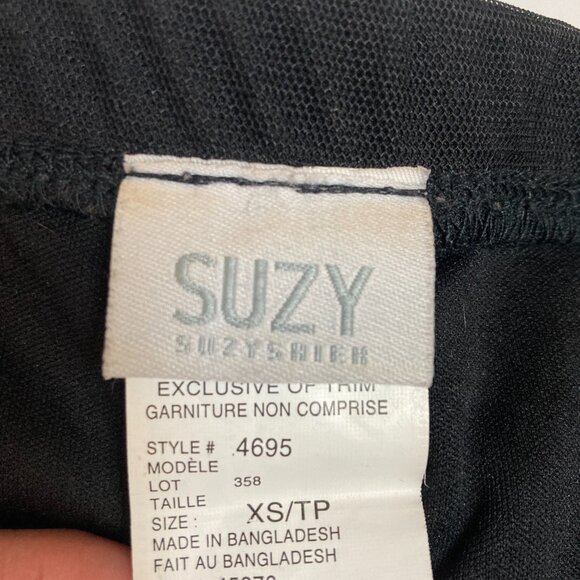 SUZY
SUZYSHIER
EXCLUSIVE OF TRIM
GARNITURE NON COMPRISE
STYLE # 4695
MODÈLE
LOT 358
TAILLE
SIZE : XS/TP
MADE IN BANGLADESH
FAIT AU BANGLADESH